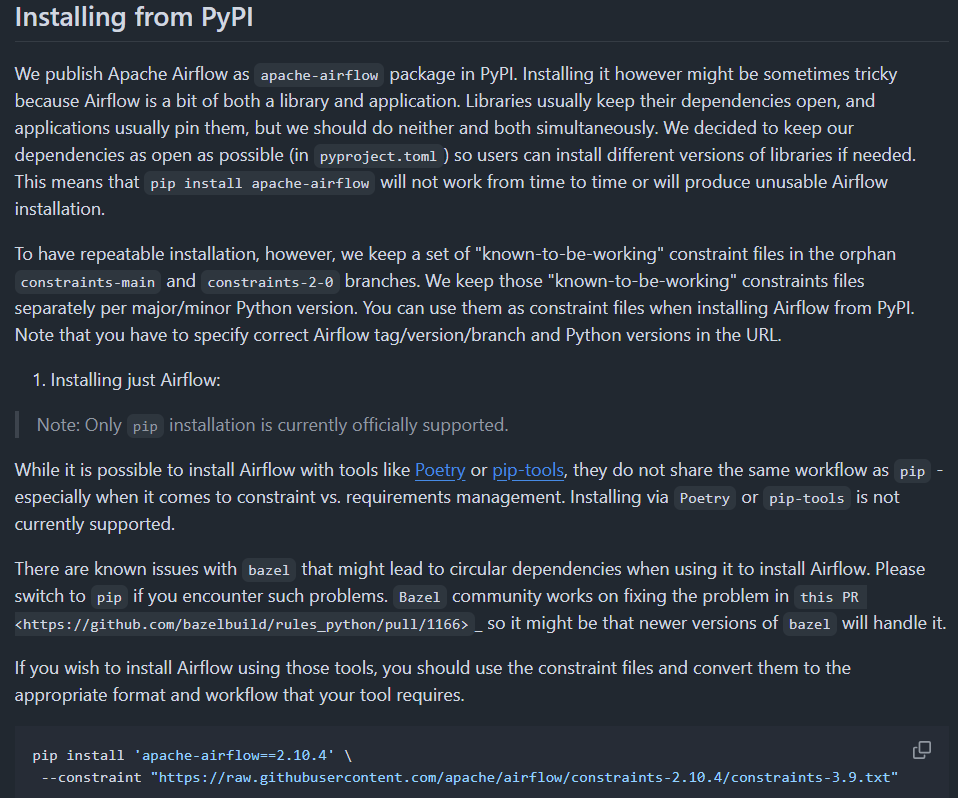 Installing from PyPI
We publish Apache Airflow as apache-airflow package in PyPI. Installing it however might be sometimes tricky
because Airflow is a bit of both a library and application. Libraries usually keep their dependencies open, and
applications usually pin them, but we should do neither and both simultaneously. We decided to keep our
dependencies as open as possible (in pyproject.toml ) so users can install different versions of libraries if needed.
This means that pip install apache-airflow will not work from time to time or will produce unusable Airflow
installation.
To have repeatable installation, however, we keep a set of "known-to-be-working" constraint files in the orphan
constraints-main and constraints-2-0 branches. We keep those "known-to-be-working" constraints files
separately per major/minor Python version. You can use them as constraint files when installing Airflow from PyPI.
Note that you have to specify correct Airflow tag/version/branch and Python versions in the URL.
1. Installing just Airflow:
Note: Only pip installation is currently officially supported.
While it is possible to install Airflow with tools like Poetry or pip-tools, they do not share the same workflow as pip -
especially when it comes to constraint vs. requirements management. Installing via Poetry or pip-tools is not
currently supported.
There are known issues with bazel that might lead to circular dependencies when using it to install Airflow. Please
switch to pip if you encounter such problems. Bazel community works on fixing the problem in this PR
<https://github.com/bazelbuild/rules_python/pull/1166> _ so it might be that newer versions of bazel will handle it.
If you wish to install Airflow using those tools, you should use the constraint files and convert them to the
appropriate format and workflow that your tool requires.
pip install 'apache-airflow==2.10.4' \
--constraint "https://raw.githubusercontent.com/apache/airflow/constraints-2.10.4/constraints-3.9.txt"